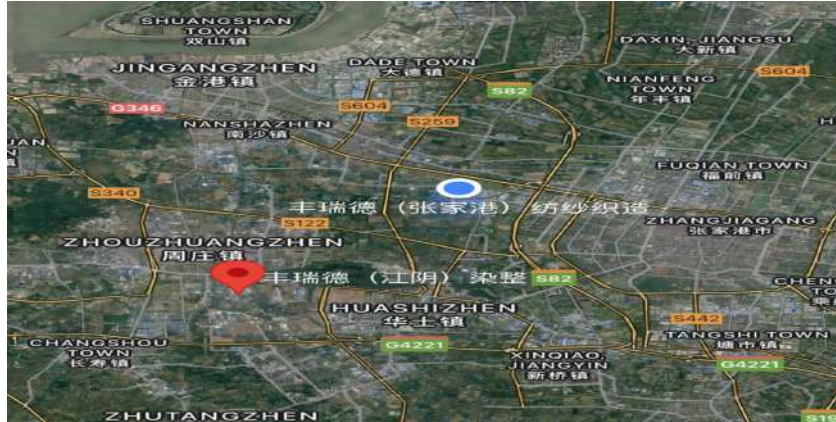 SHUANGSHAN
TOWN
双山镇
DAXIN, JIANGSU
大新镇
DADE TOWN
大德镇
JINGANGZHEN
金港镇
S604
NIANFENG
TOWN
年丰镇
S82
G346
S604
S259
NANSHAZHEN
南沙镇
FUQIAN TOWN
福前镇
S340
丰瑞德（张家港）纺纱织造
S122
ZHANGJIAGANG
张家港市
ZHOUZHUANGZHEN
周庄镇
丰瑞德（江阴）染整
S82
HUASHIZHEN
华士镇
S442
CHANGSHOU
TOWN
长寿镇
G4221
TANGSHI TOWN
塘市镇
XINQIAO,
JIANGYIN
新桥镇
G4221
ZHUTANGZHEN